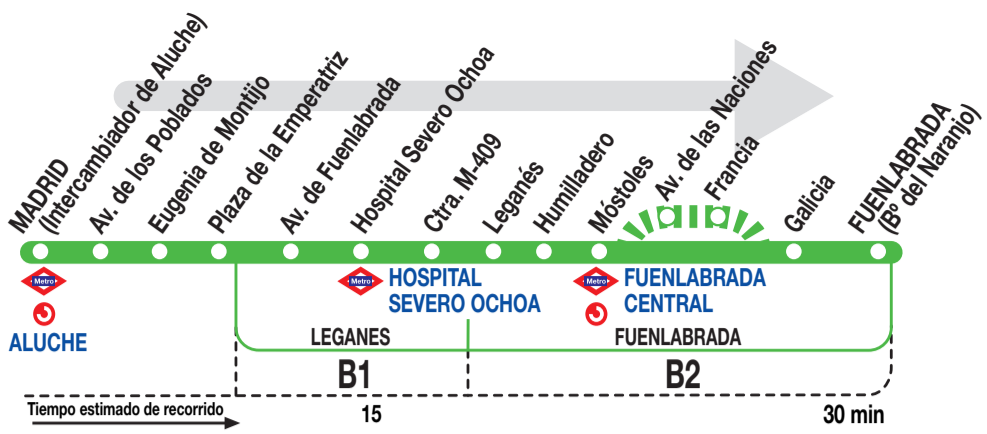 MADRID
(Intercambiador de Aluche)
Av. de los Poblados
Eugenia de Montijo
Plaza de la Emperatriz
Av. de Fuenlabrada
Hospital Severo Ochoa
Ctra. M-409
Leganés
Humilladero
Móstoles
Av. de las Naciones
Francia
Galicia
FUENLABRADA
(Bº del Naranjo)
Metro
Metro
Metro
ALUCHE
HOSPITAL
SEVERO OCHOA
FUENLABRADA
CENTRAL
LEGANES
FUENLABRADA
B1
B2
Tiempo estimado de recorrido
15
30 min